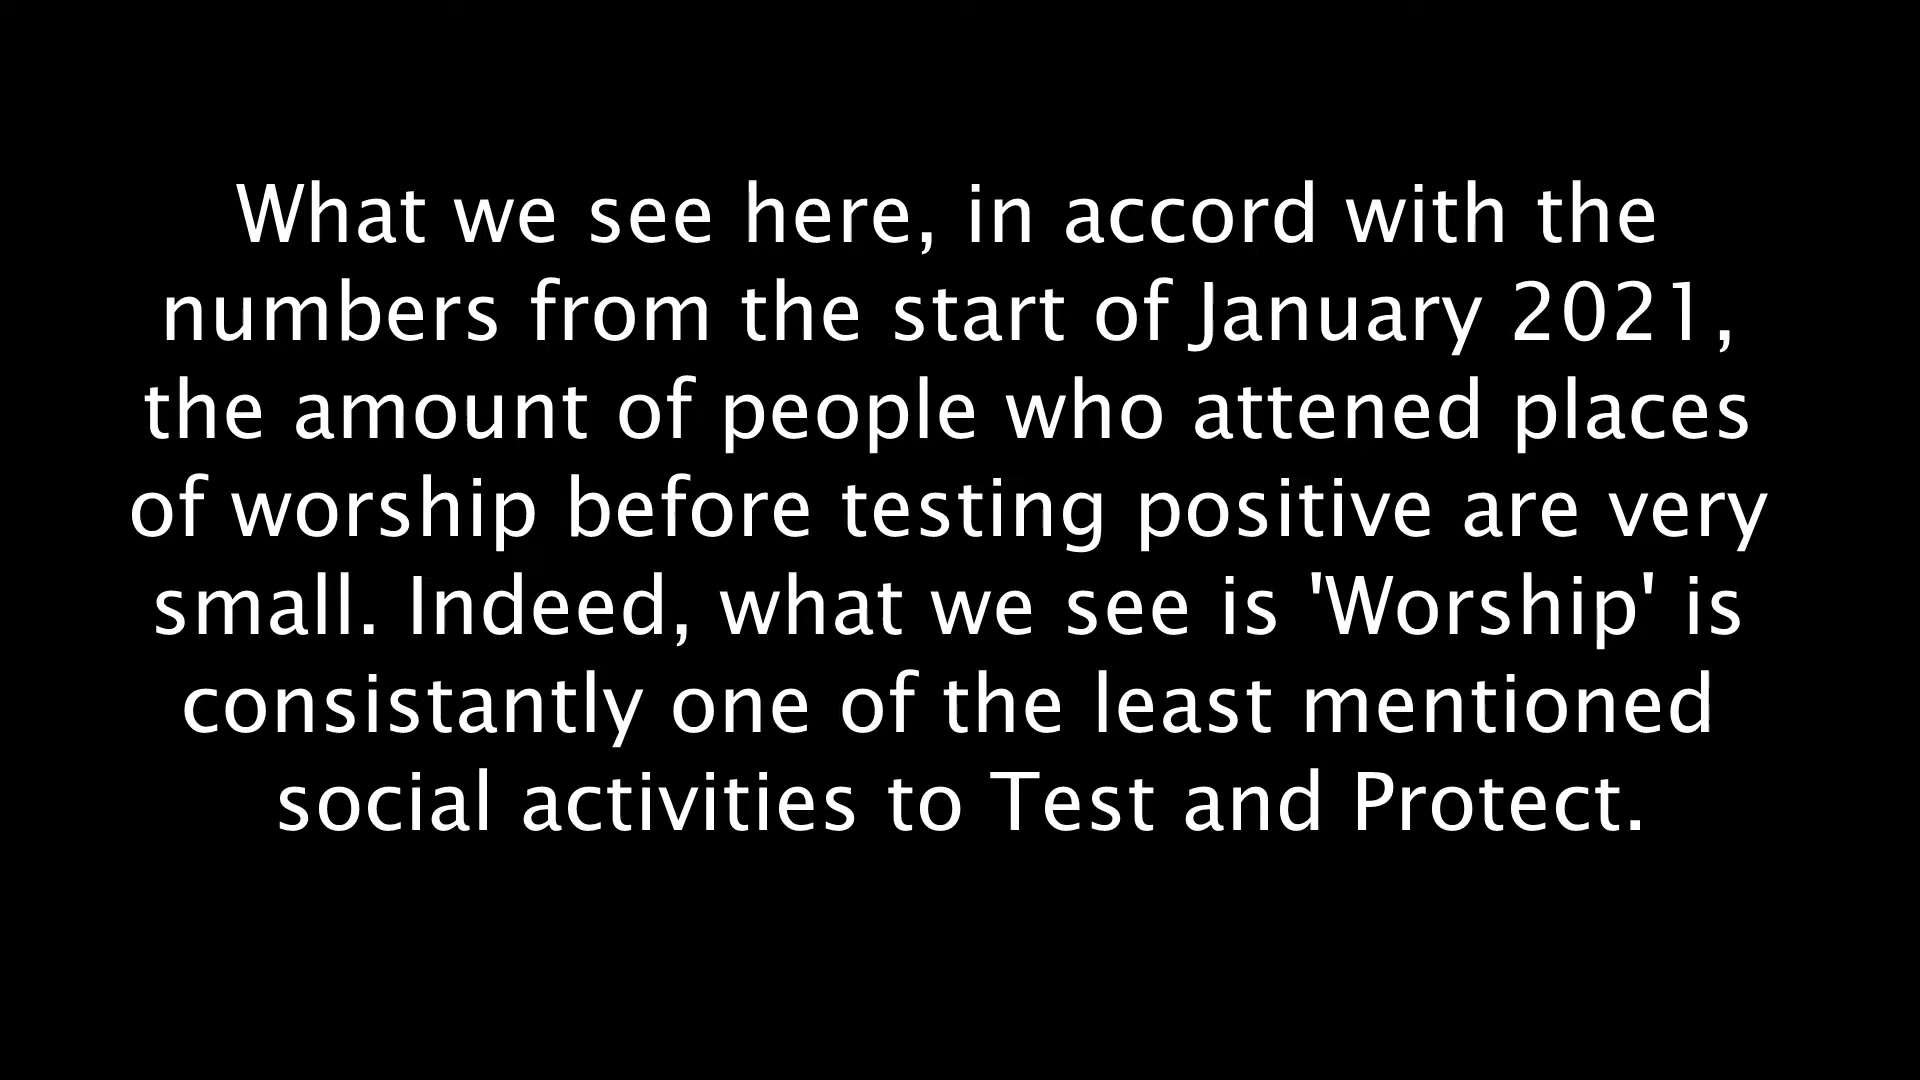 What we see here, in accord with the
numbers from the start of January 2021,
the amount of people who attened places
of worship before testing positive are very
small. Indeed, what we see is 'Worship' is
consistantly one of the least mentioned
social activities to Test and Protect.